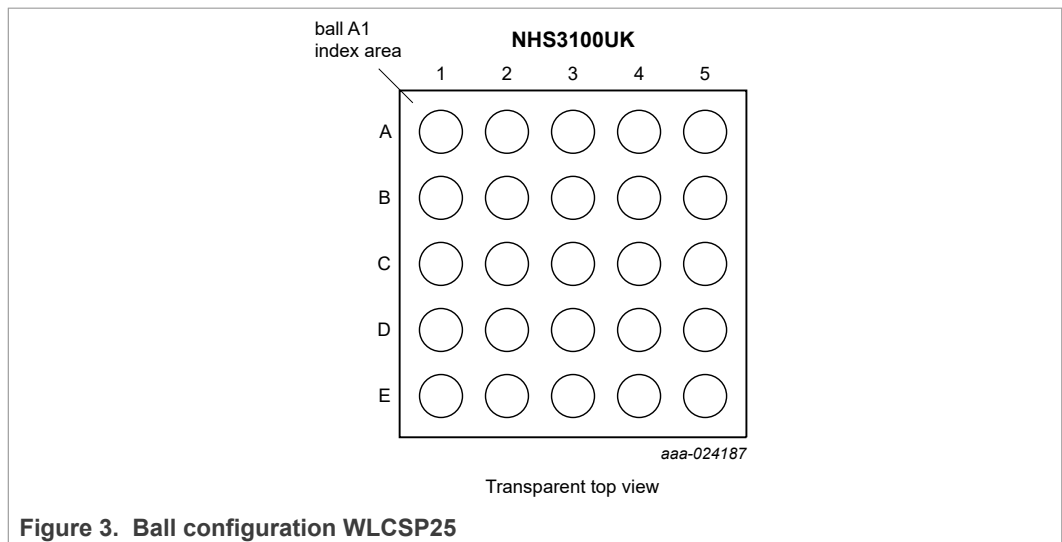 ball A1
index area
NHS3100UK
1 2 3 4 5
A
B
C
D
E
aaa-024187
Transparent top view
Figure 3. Ball configuration WLCSP25